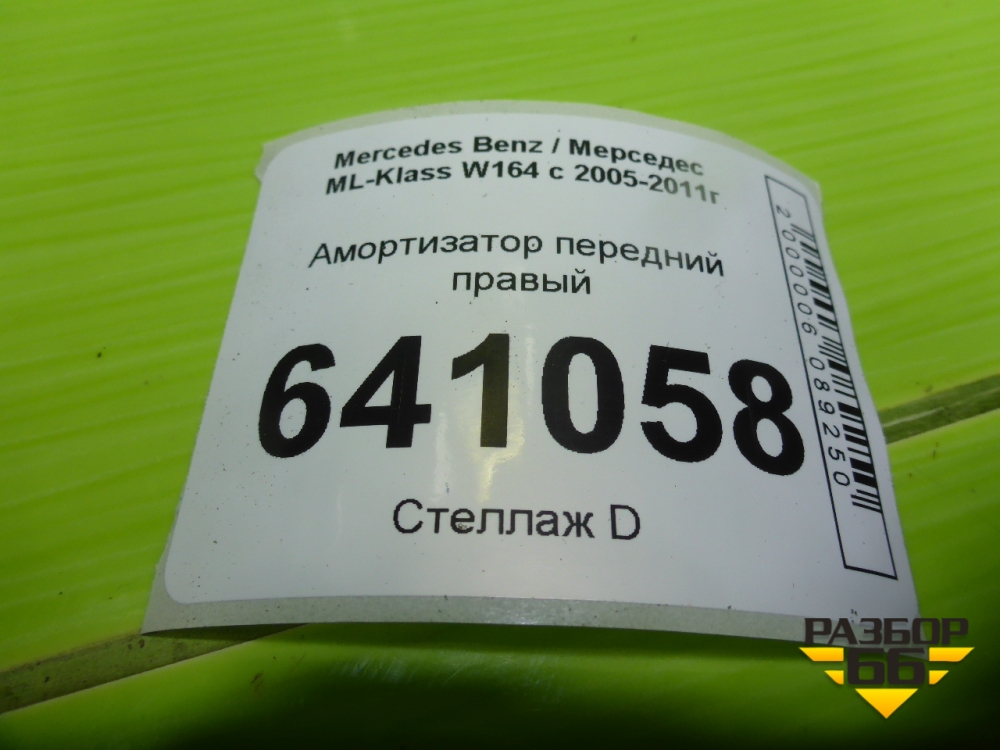 Mercedes Benz / Мерседес
ML-Klass W164 с 2005-2011г
Амортизатор передний
правый
641058
Стеллаж D
2000006089250
РАЗБОР
66